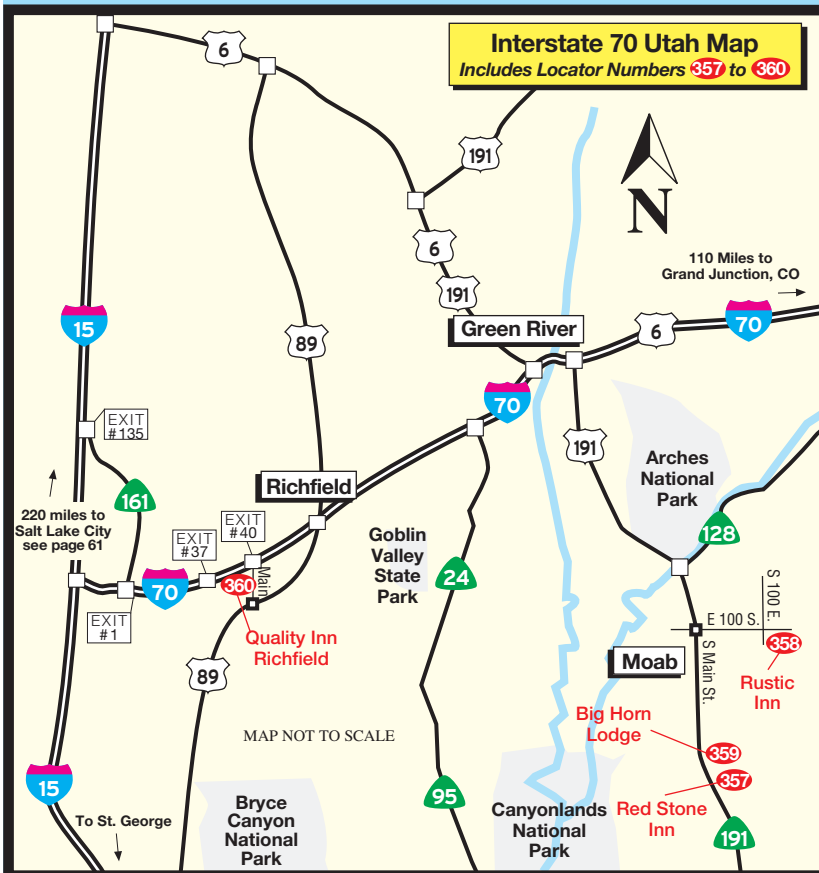 Interstate 70 Utah Map
Includes Locator Numbers 357 to 360
6
191
N
6
110 Miles to
Grand Junction, CO
191
15
Green River
6
70
89
70
EXIT
#135
191
Arches
National
Park
161
Richfield
220 miles to
Salt Lake City
see page 61
EXIT
#40
EXIT
#37
Goblin
Valley
State
Park
128
24
70
360
Main
S 100 E.
EXIT
#1
E 100 S.
Quality Inn
Richfield
358
S Main St.
Moab
89
Rustic
Inn
Big Horn
Lodge
MAP NOT TO SCALE
359
357
15
95
Bryce
Canyon
National
Park
Canyonlands
National
Park
Red Stone
Inn
To St. George
191